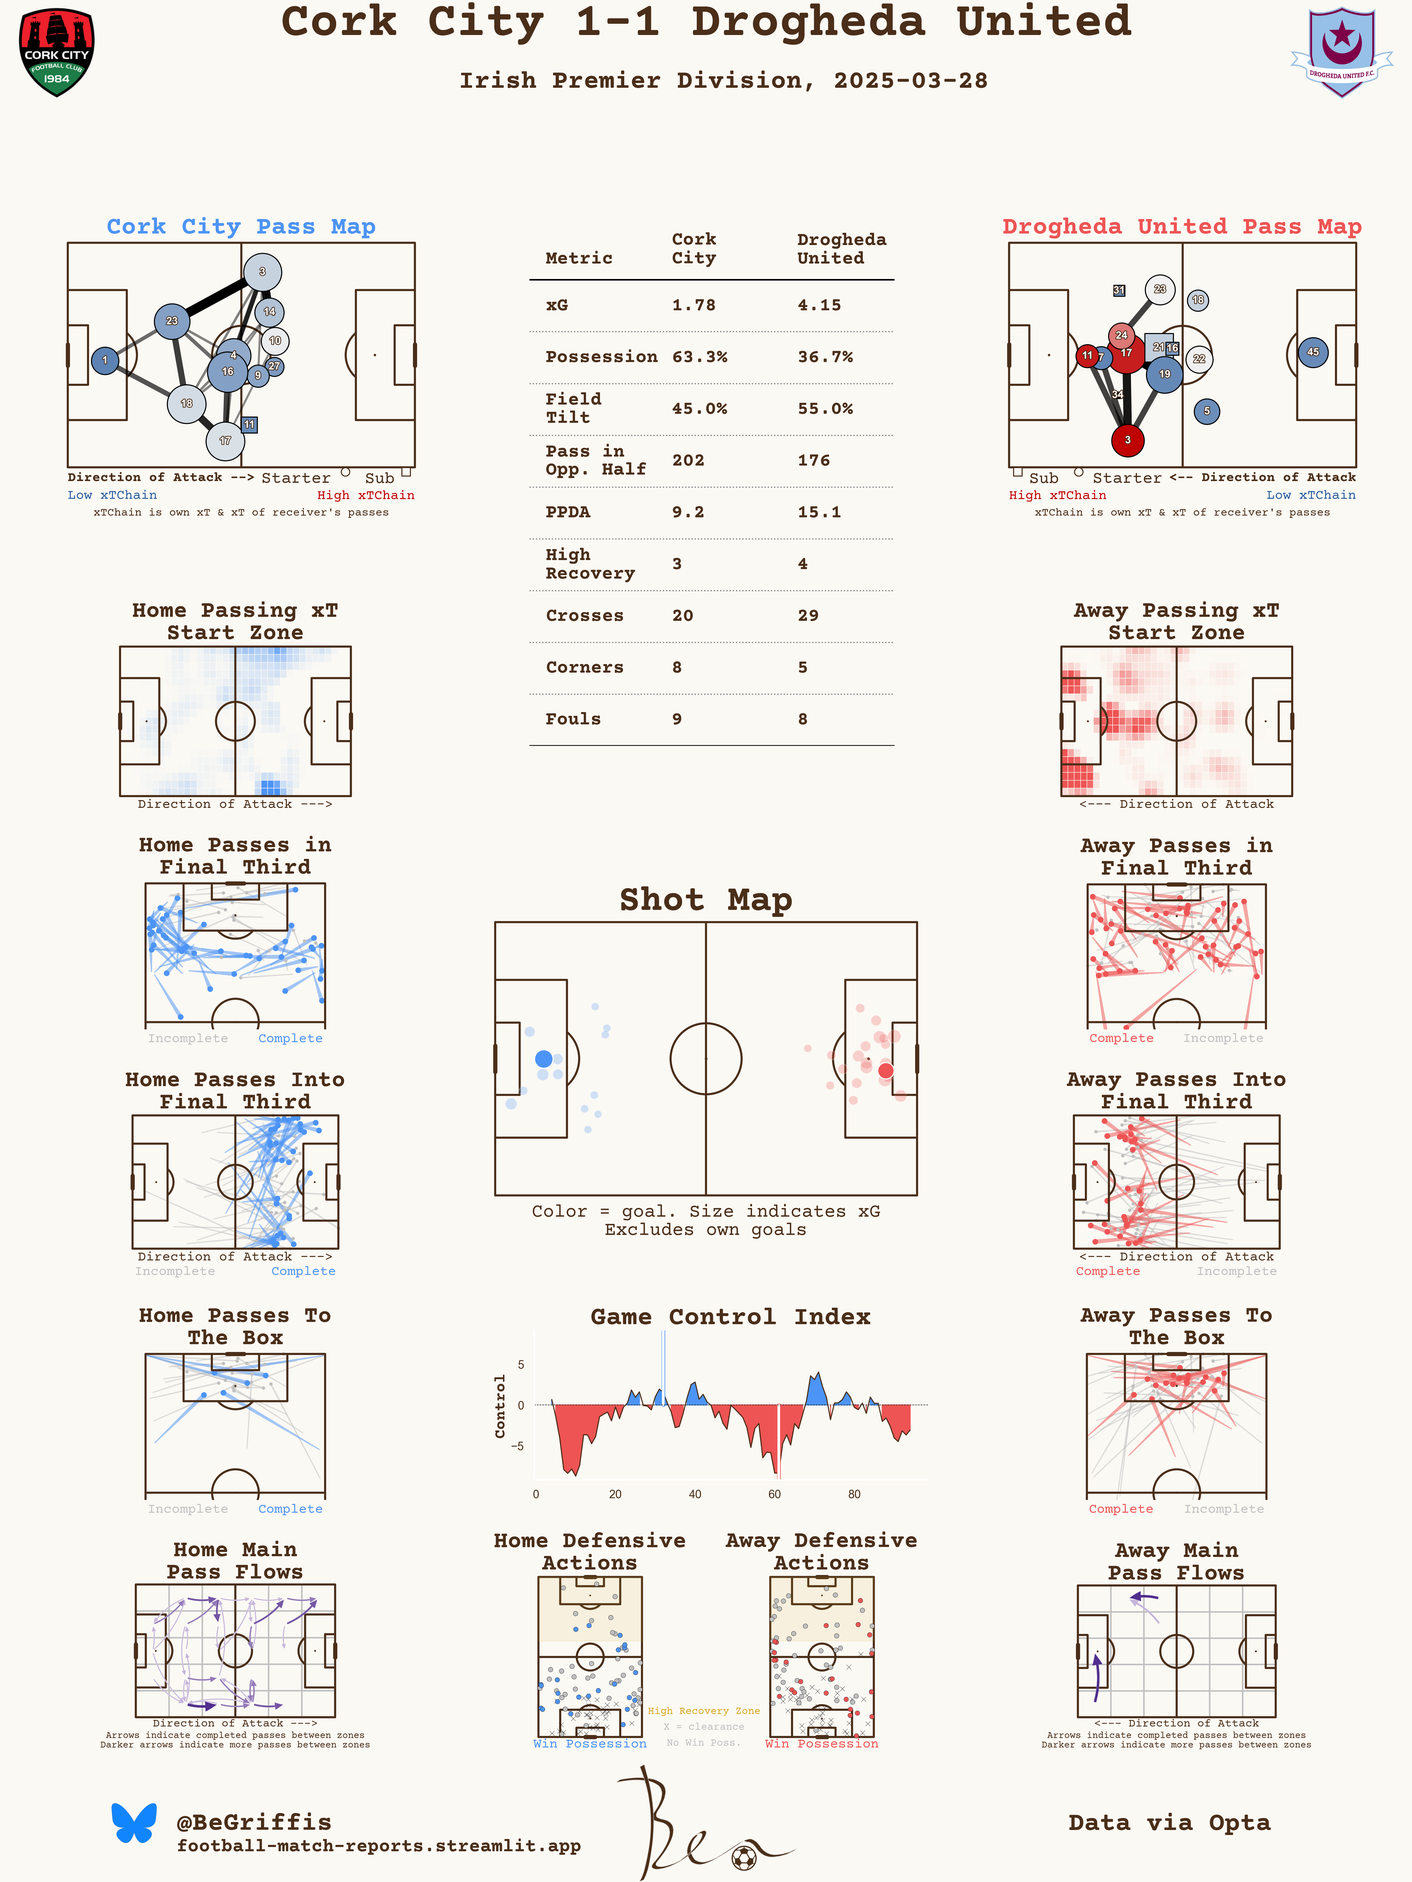 Cork City 1-1 Drogheda United
Irish Premier Division, 2025-03-28
CORK CITY
FOOTBALL CLUB
1984
DROGHEDA UNITED F.C.
Cork City Pass Map
3
14
23
10
4
1
27
16
9
18
11
17
Direction of Attack --> Starter Sub
Low xTChain High xTChain
xTChain is own xT & xT of receiver's passes
Metric Cork City Drogheda United
xG 1.78 4.15
Possession 63.3% 36.7%
Field Tilt 45.0% 55.0%
Pass in Opp. Half 202 176
PPDA 9.2 15.1
High Recovery 3 4
Crosses 20 29
Corners 8 5
Fouls 9 8
Drogheda United Pass Map
31
23
18
24
21
16
11
7
17
22
45
19
34
5
3
Sub Starter <-- Direction of Attack
High xTChain Low xTChain
xTChain is own xT & xT of receiver's passes
Home Passing xT
Start Zone
Direction of Attack --->
Away Passing xT
Start Zone
<--- Direction of Attack
Home Passes in
Final Third
Incomplete Complete
Away Passes in
Final Third
Complete Incomplete
Shot Map
Color = goal. Size indicates xG
Excludes own goals
Home Passes Into
Final Third
Direction of Attack --->
Incomplete Complete
Away Passes Into
Final Third
<--- Direction of Attack
Complete Incomplete
Home Passes To
The Box
Incomplete Complete
Game Control Index
Control
5
0
-5
0 20 40 60 80
Away Passes To
The Box
Complete Incomplete
Home Main
Pass Flows
Direction of Attack --->
Arrows indicate completed passes between zones
Darker arrows indicate more passes between zones
Home Defensive
Actions
Win Possession
High Recovery Zone
X = clearance
No Win Poss.
Away Defensive
Actions
Win Possession
Away Main
Pass Flows
<--- Direction of Attack
Arrows indicate completed passes between zones
Darker arrows indicate more passes between zones
@BeGriffis
football-match-reports.streamlit.app
Ben
Data via Opta